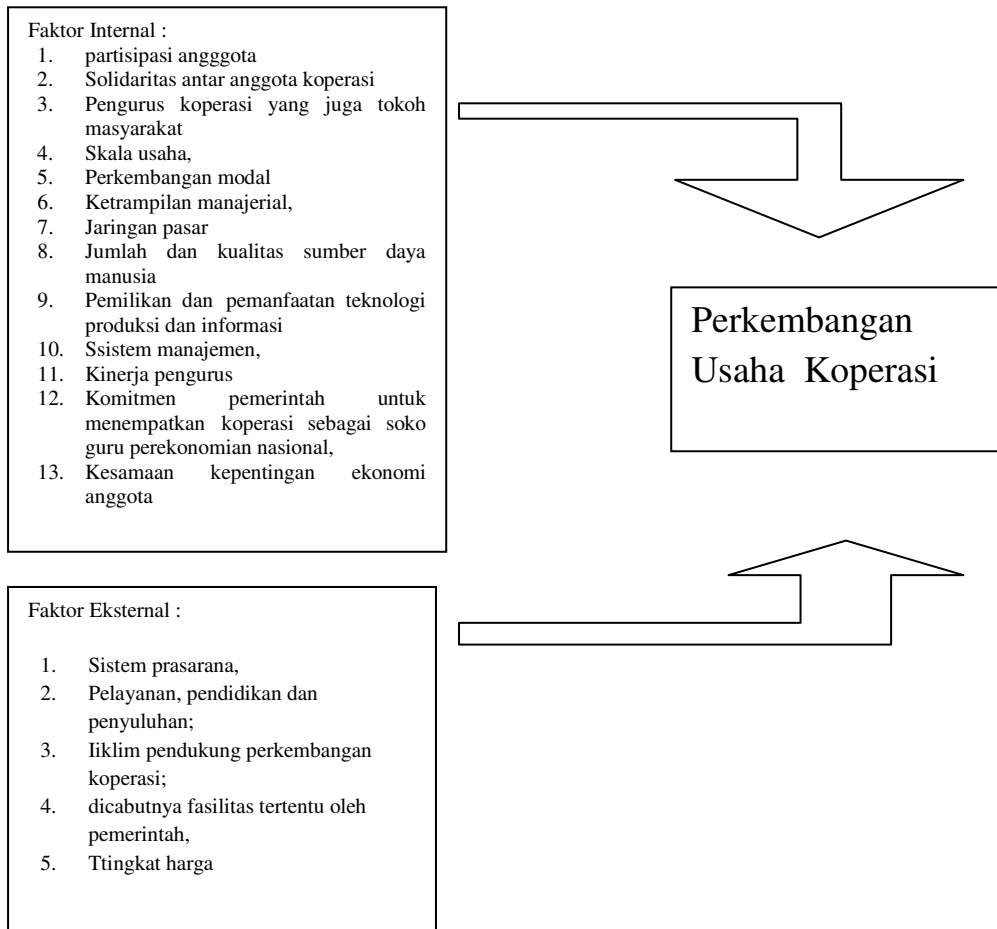 Faktor Internal :
1. partisipasi angggota
2. Solidaritas antar anggota koperasi
3. Pengurus koperasi yang juga tokoh
masyarakat
4. Skala usaha,
5. Perkembangan modal
6. Ketrampilan manajerial,
7. Jaringan pasar
8. Jumlah dan kualitas sumber daya
manusia
9. Pemilikan dan pemanfaatan teknologi
produksi dan informasi
10. Ssistem manajemen,
11. Kinerja pengurus
12. Komitmen pemerintah untuk
menempatkan koperasi sebagai soko
guru perekonomian nasional,
13. Kesamaan kepentingan ekonomi
anggota
Perkembangan
Usaha Koperasi
Faktor Eksternal :
1. Sistem prasarana,
2. Pelayanan, pendidikan dan
penyuluhan;
3. Iiklim pendukung perkembangan
koperasi;
4. dicabutnya fasilitas tertentu oleh
pemerintah,
5. Ttingkat harga